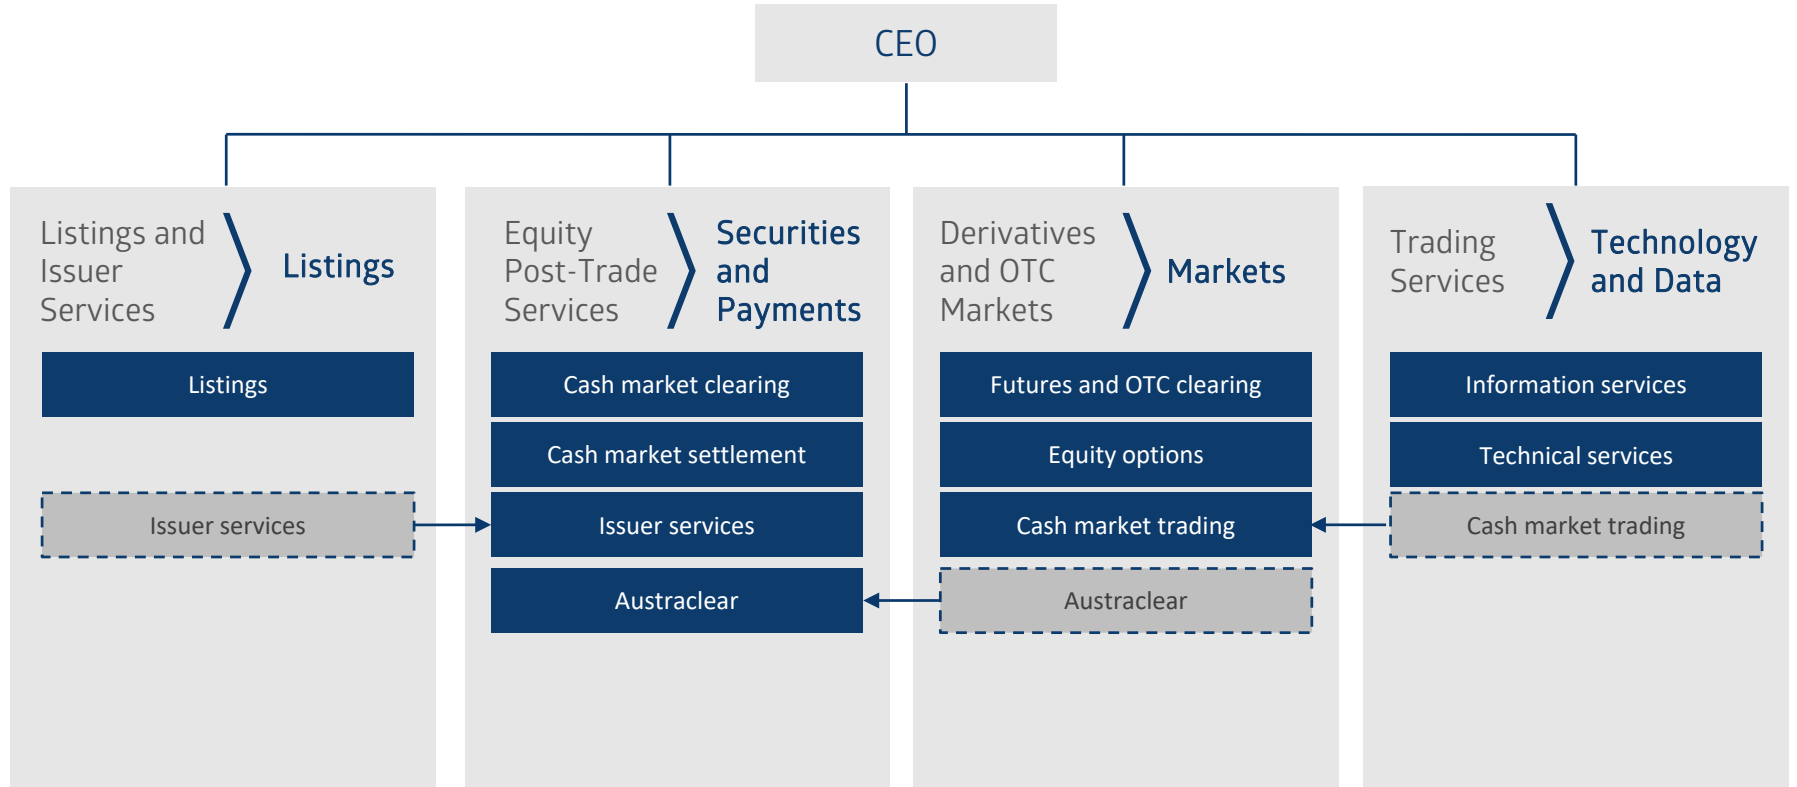 CEO
Listings and
Issuer
Services
Listings
Listings
Issuer services
Equity
Post-Trade
Services
Securities
and
Payments
Cash market clearing
Cash market settlement
Issuer services
Austraclear
Derivatives
and OTC
Markets
Markets
Futures and OTC clearing
Equity options
Cash market trading
Austraclear
Trading
Services
Technology
and Data
Information services
Technical services
Cash market trading